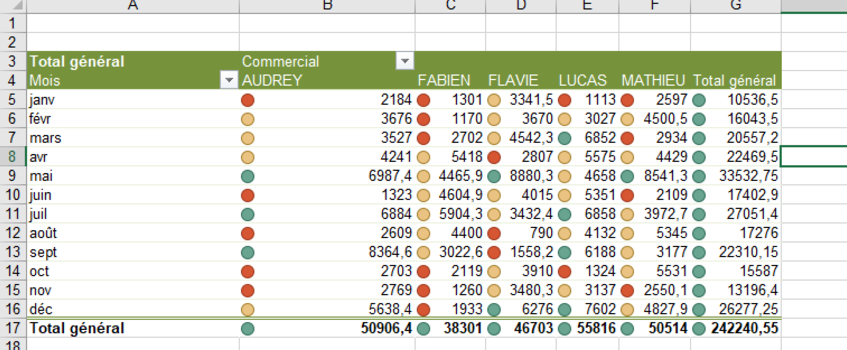 A B C D E F G
1
2
3 Total général Commercial
4 Mois AUDREY FABIEN FLAVIE LUCAS MATHIEU Total général
5 janv 2184 1301 3341,5 1113 2597 10536,5
6 févr 3676 1170 3670 3027 4500,5 16043,5
7 mars 3527 2702 4542,3 6852 2934 20557,2
8 avr 4241 5418 2807 5575 4429 22469,5
9 mai 6987,4 4465,9 8880,3 4658 8541,3 33532,75
10 juin 1323 4604,9 4015 5351 2109 17402,9
11 juil 6884 5904,3 3432,4 6858 3972,7 27051,4
12 août 2609 4400 790 4132 5345 17276
13 sept 8364,6 3022,6 1558,2 6188 3177 22310,15
14 oct 2703 2119 3910 1324 5531 15587
15 nov 2769 1260 3480,3 3137 2550,1 13196,4
16 déc 5638,4 1933 6276 7602 4827,9 26277,25
17 Total général 50906,4 38301 46703 55816 50514 242240,55
18